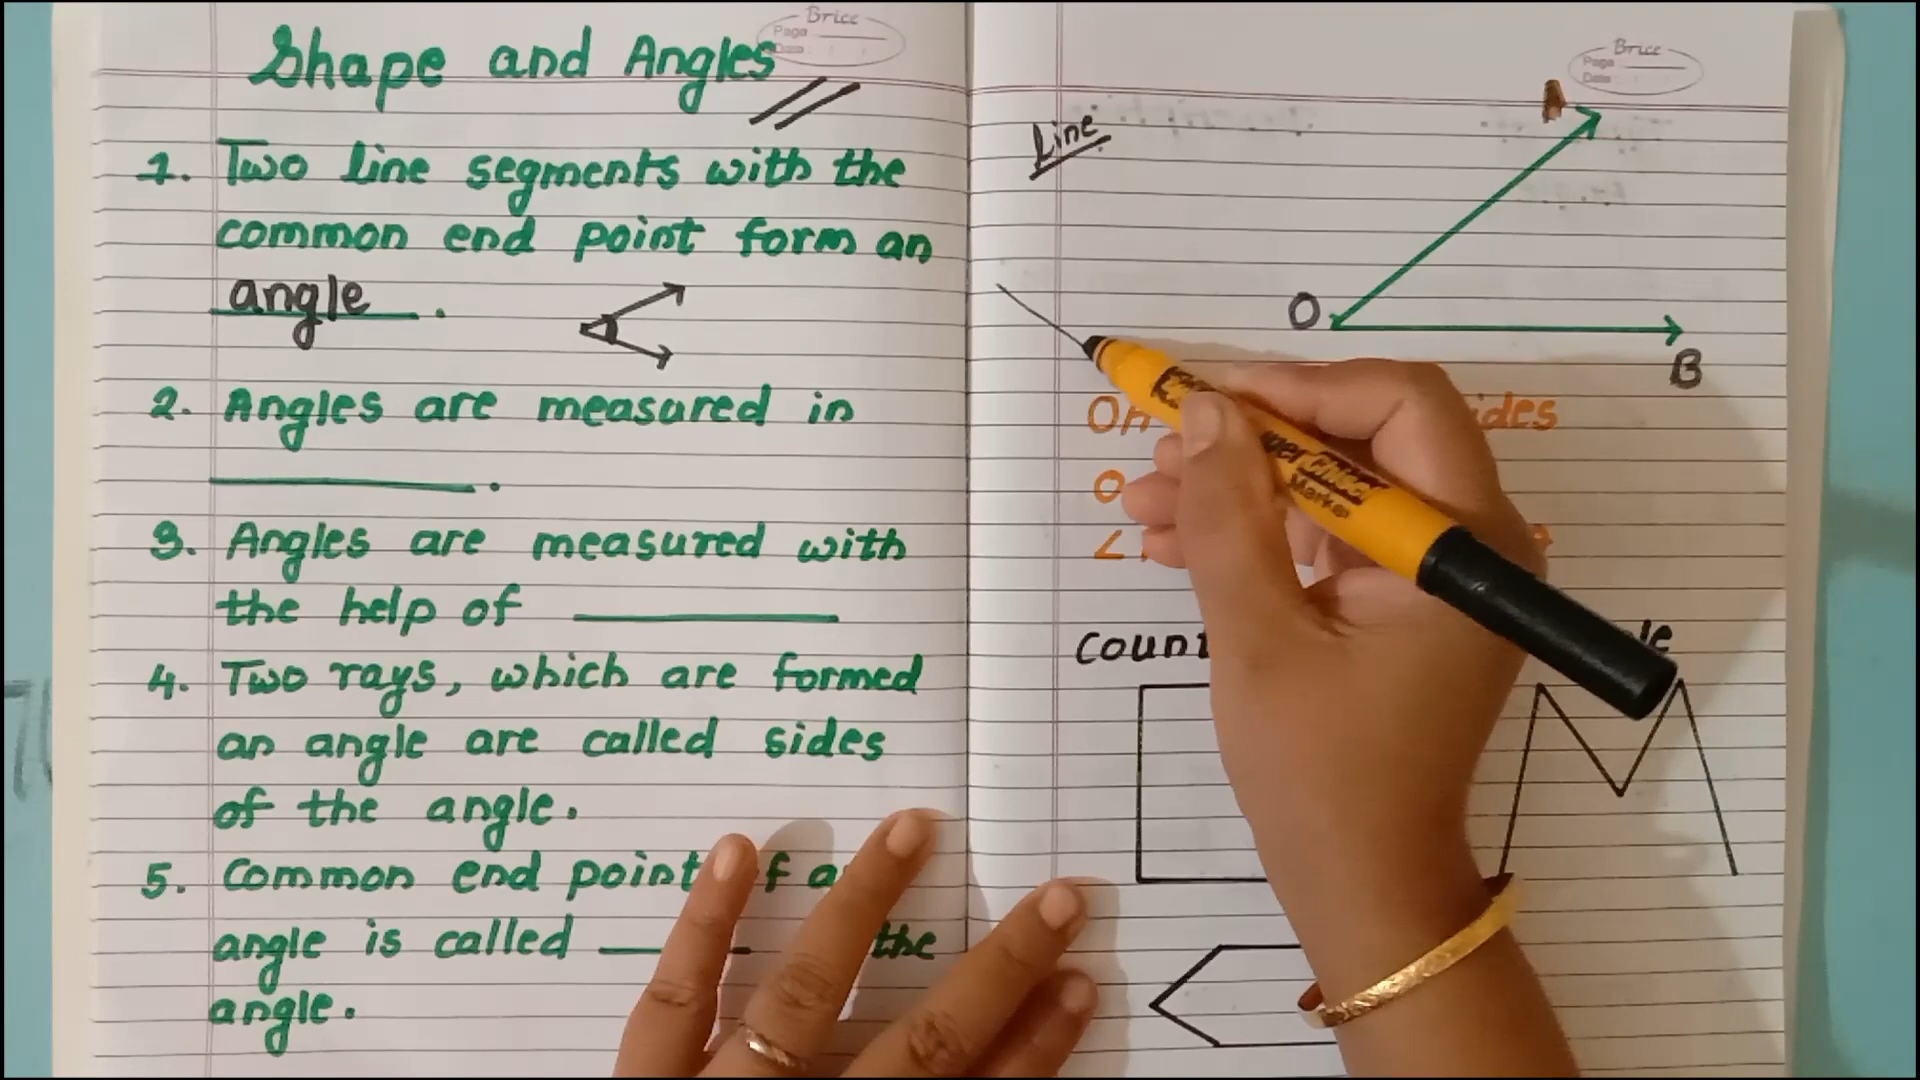 Brice
Page
Date
Shape and Angles
1. Two line segments with the
common end point form an
angle .
2. Angles are measured in
.
3. Angles are measured with
the help of
4. Two rays, which are formed
an angle are called sides
of the angle.
5. Common end point
angle is called the
angle.
Brice
Page
Date
Line
A
O
B
sides
O
∠
Marker